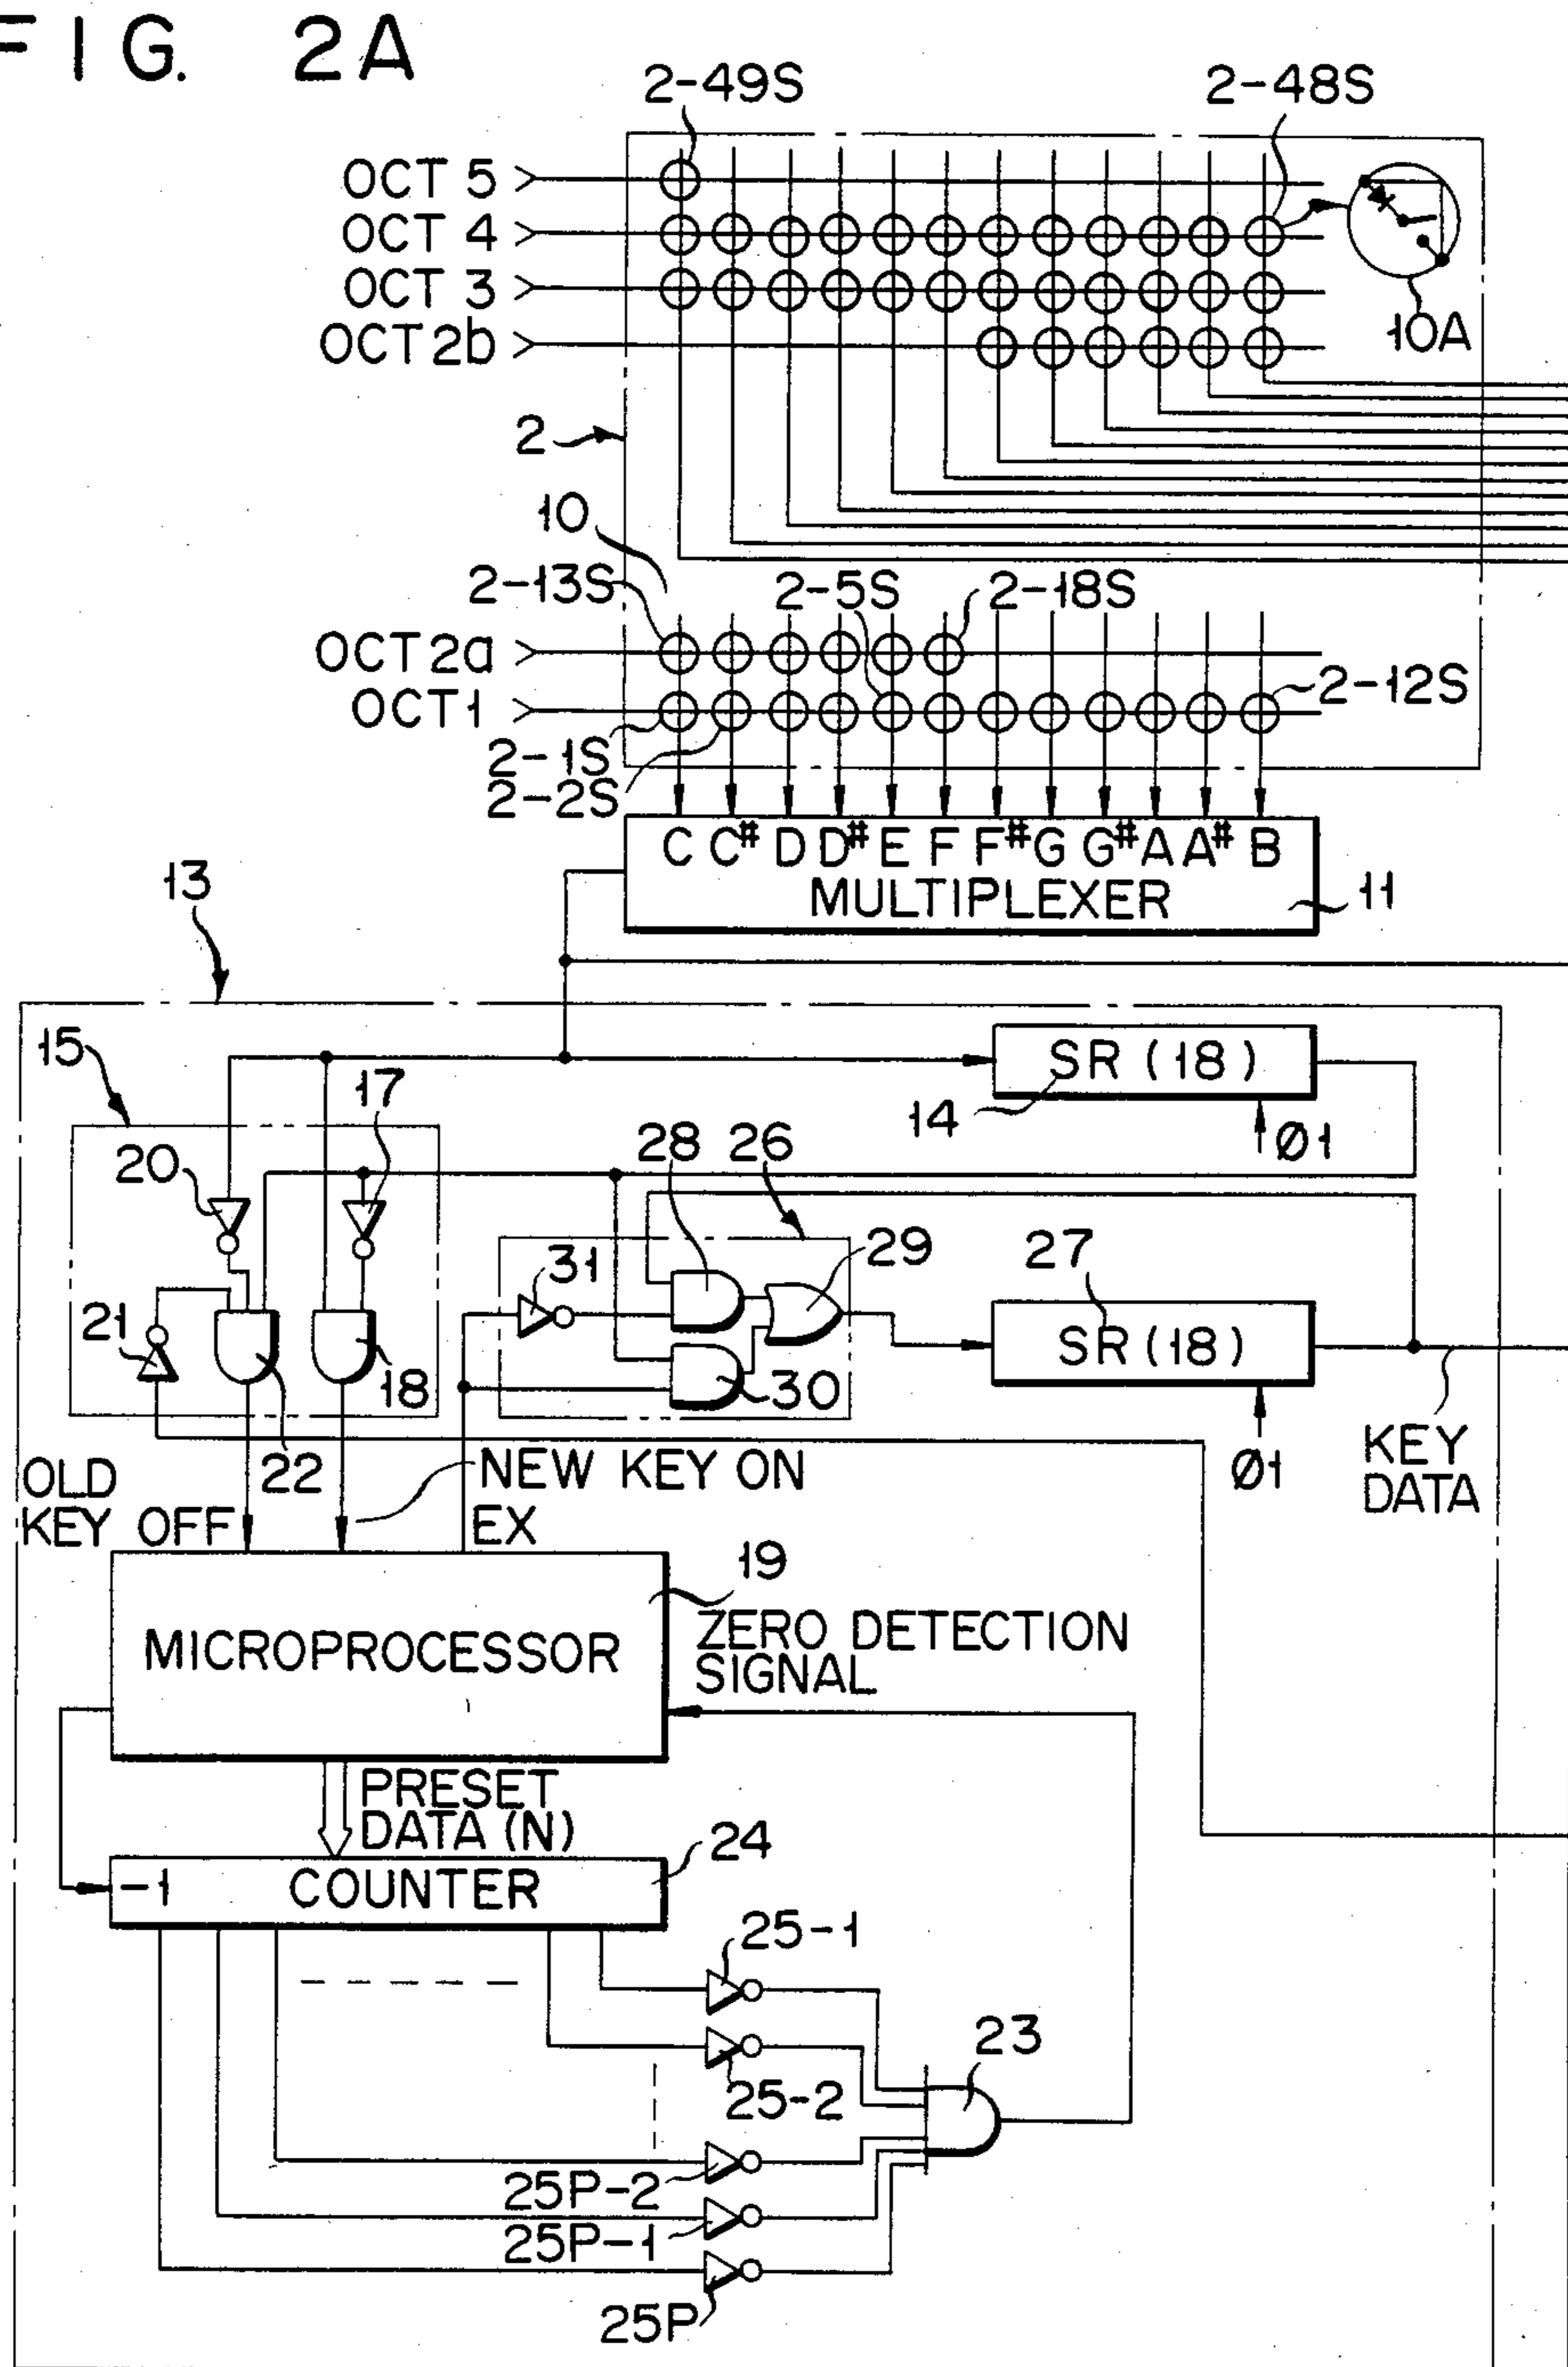 FIG. 2A
2-49S
2-48S
OCT 5
OCT 4
OCT 3
OCT 2b
10A
2
10
2-13S
2-5S
2-18S
OCT 2a
OCT 1
2-12S
2-1S
2-2S
C C# D D# E F F# G G# A A# B
MULTIPLEXER
11
13
15
SR (18)
14
Ø1
17
20
28
26
31
29
27
21
SR (18)
18
30
22
Ø1
KEY
DATA
OLD
KEY OFF
NEW KEY ON
EX
19
MICROPROCESSOR
ZERO DETECTION
SIGNAL
PRESET
DATA (N)
24
-1
COUNTER
25-1
23
25-2
25P-2
25P-1
25P